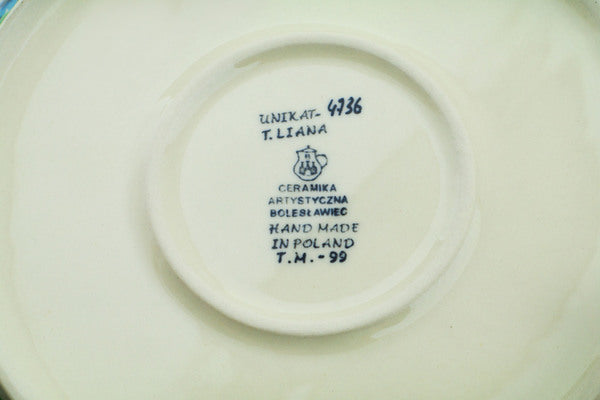 UNIKAT- 4736
T. LIANA
CERAMIKA
ARTYSTYCZNA
BOLESŁAWIEC
HAND MADE
IN POLAND
T.M.-99